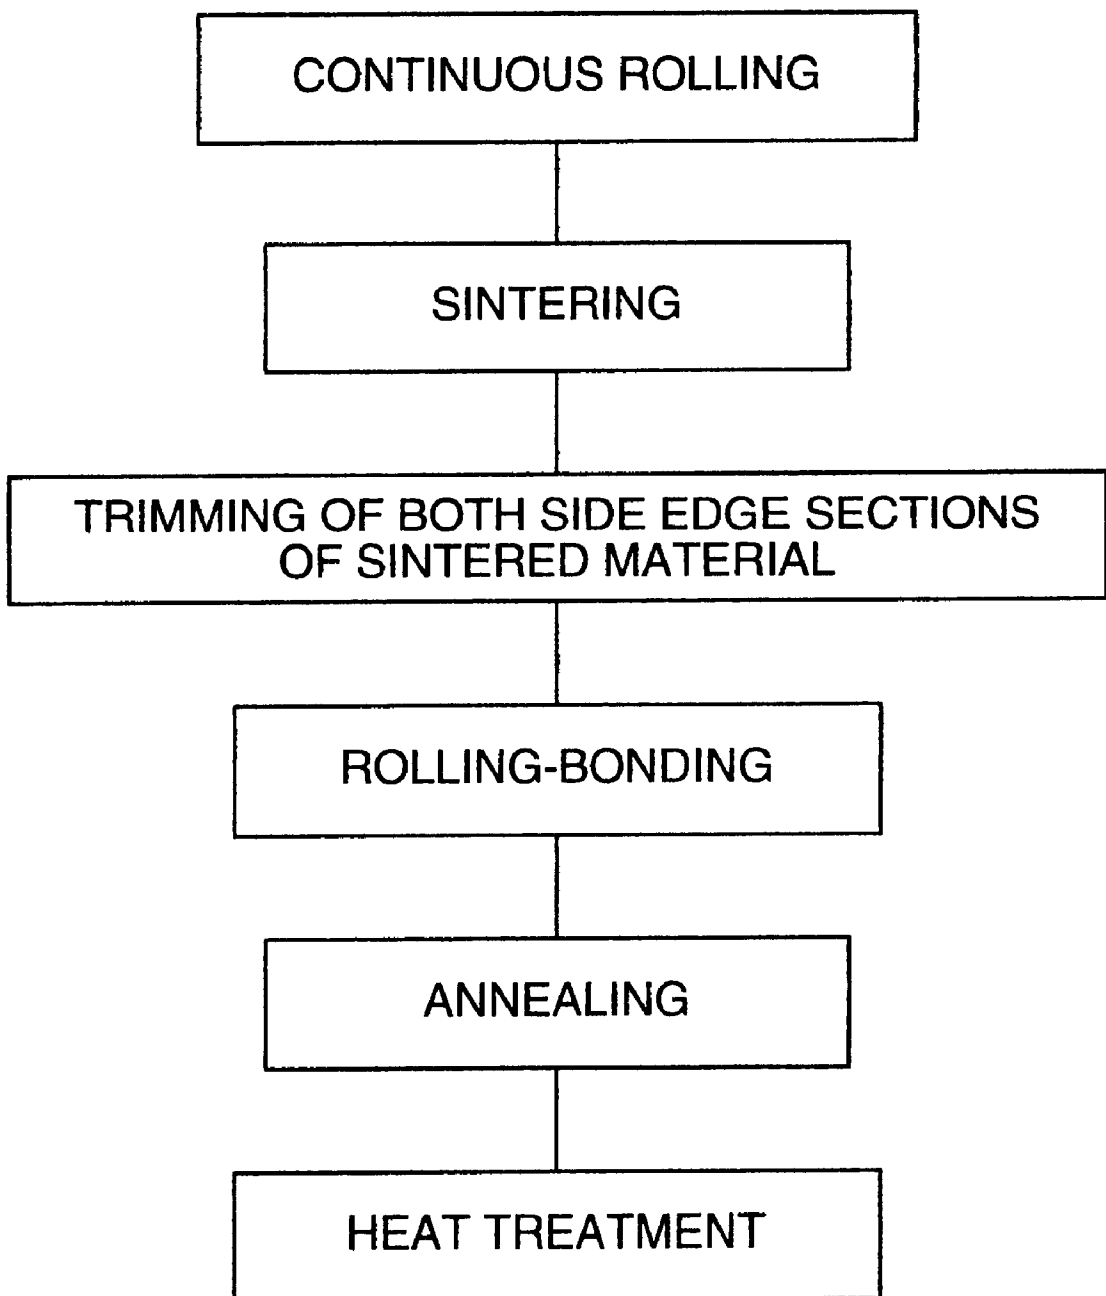 CONTINUOUS ROLLING
SINTERING
TRIMMING OF BOTH SIDE EDGE SECTIONS
OF SINTERED MATERIAL
ROLLING-BONDING
ANNEALING
HEAT TREATMENT